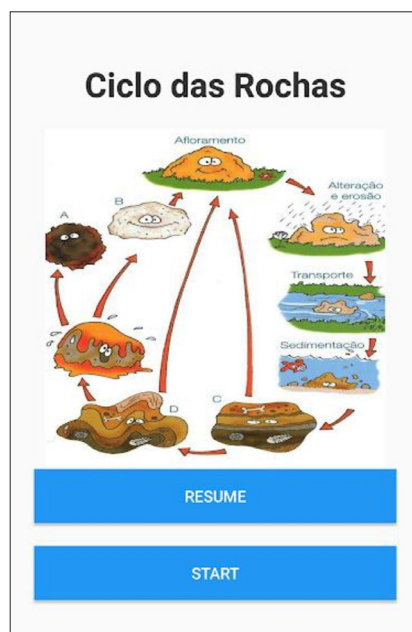 Ciclo das Rochas
Afloramento
Alteração
e erosão
B
A
Transporte
Sedimentação
D
C
RESUME
START